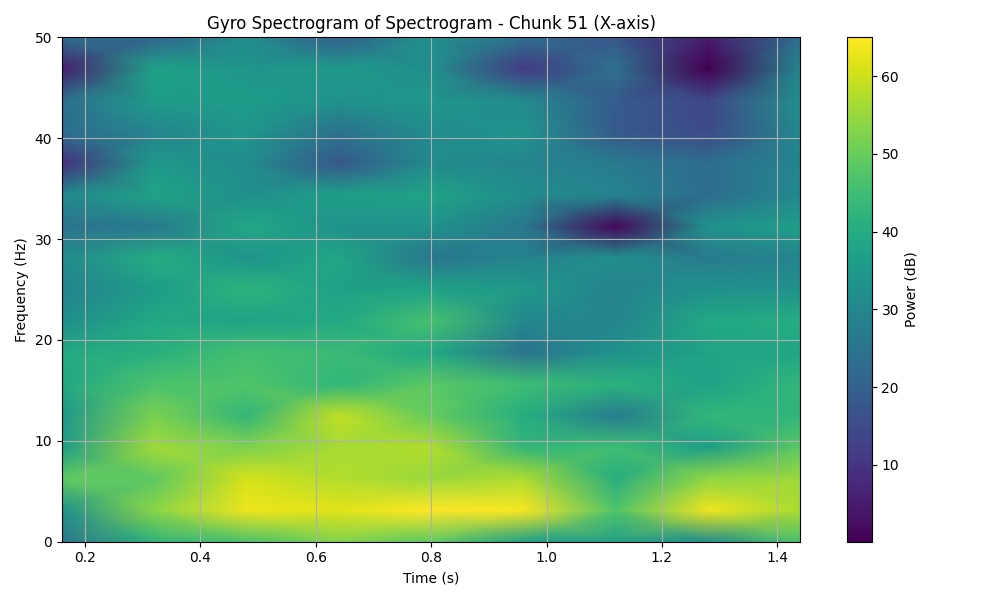 Gyro Spectrogram of Spectrogram - Chunk 51 (X-axis)
50
40
30
20
10
0
Frequency (Hz)
0.2 0.4 0.6 0.8 1.0 1.2 1.4
Time (s)
60
50
40
30
20
10
Power (dB)